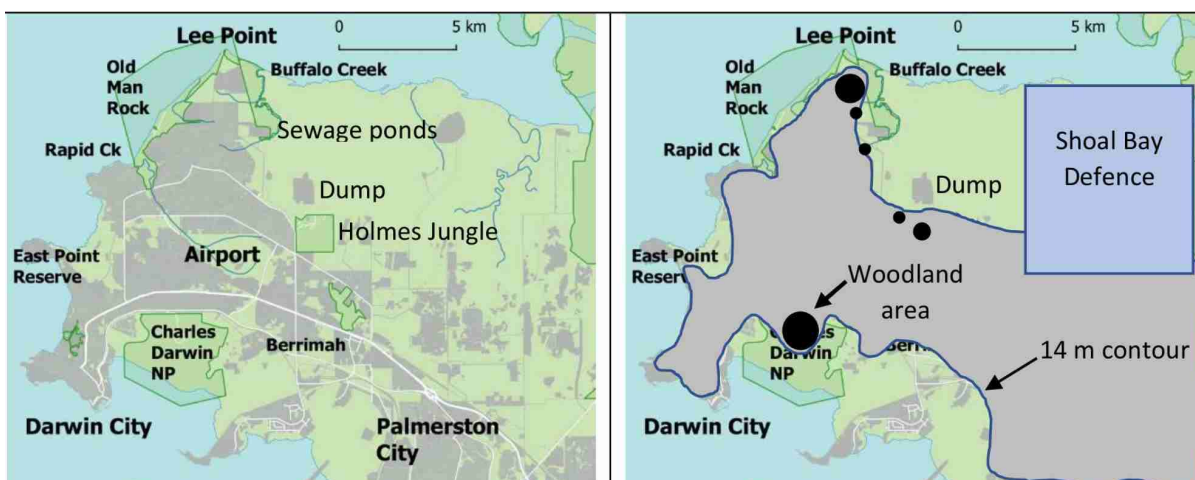 0 5 km
Lee Point
Old
Man
Rock
Buffalo Creek
Sewage ponds
Rapid Ck
Dump
Holmes Jungle
East Point
Reserve
Airport
Charles
Darwin
NP
Berrimah
Darwin City
Palmerston
City
0 5 km
Lee Point
Old
Man
Rock
Buffalo Creek
Shoal Bay
Defence
Rapid Ck
Dump
East Point
Reserve
Woodland
area
Darwin
NP
14 m contour
Darwin City